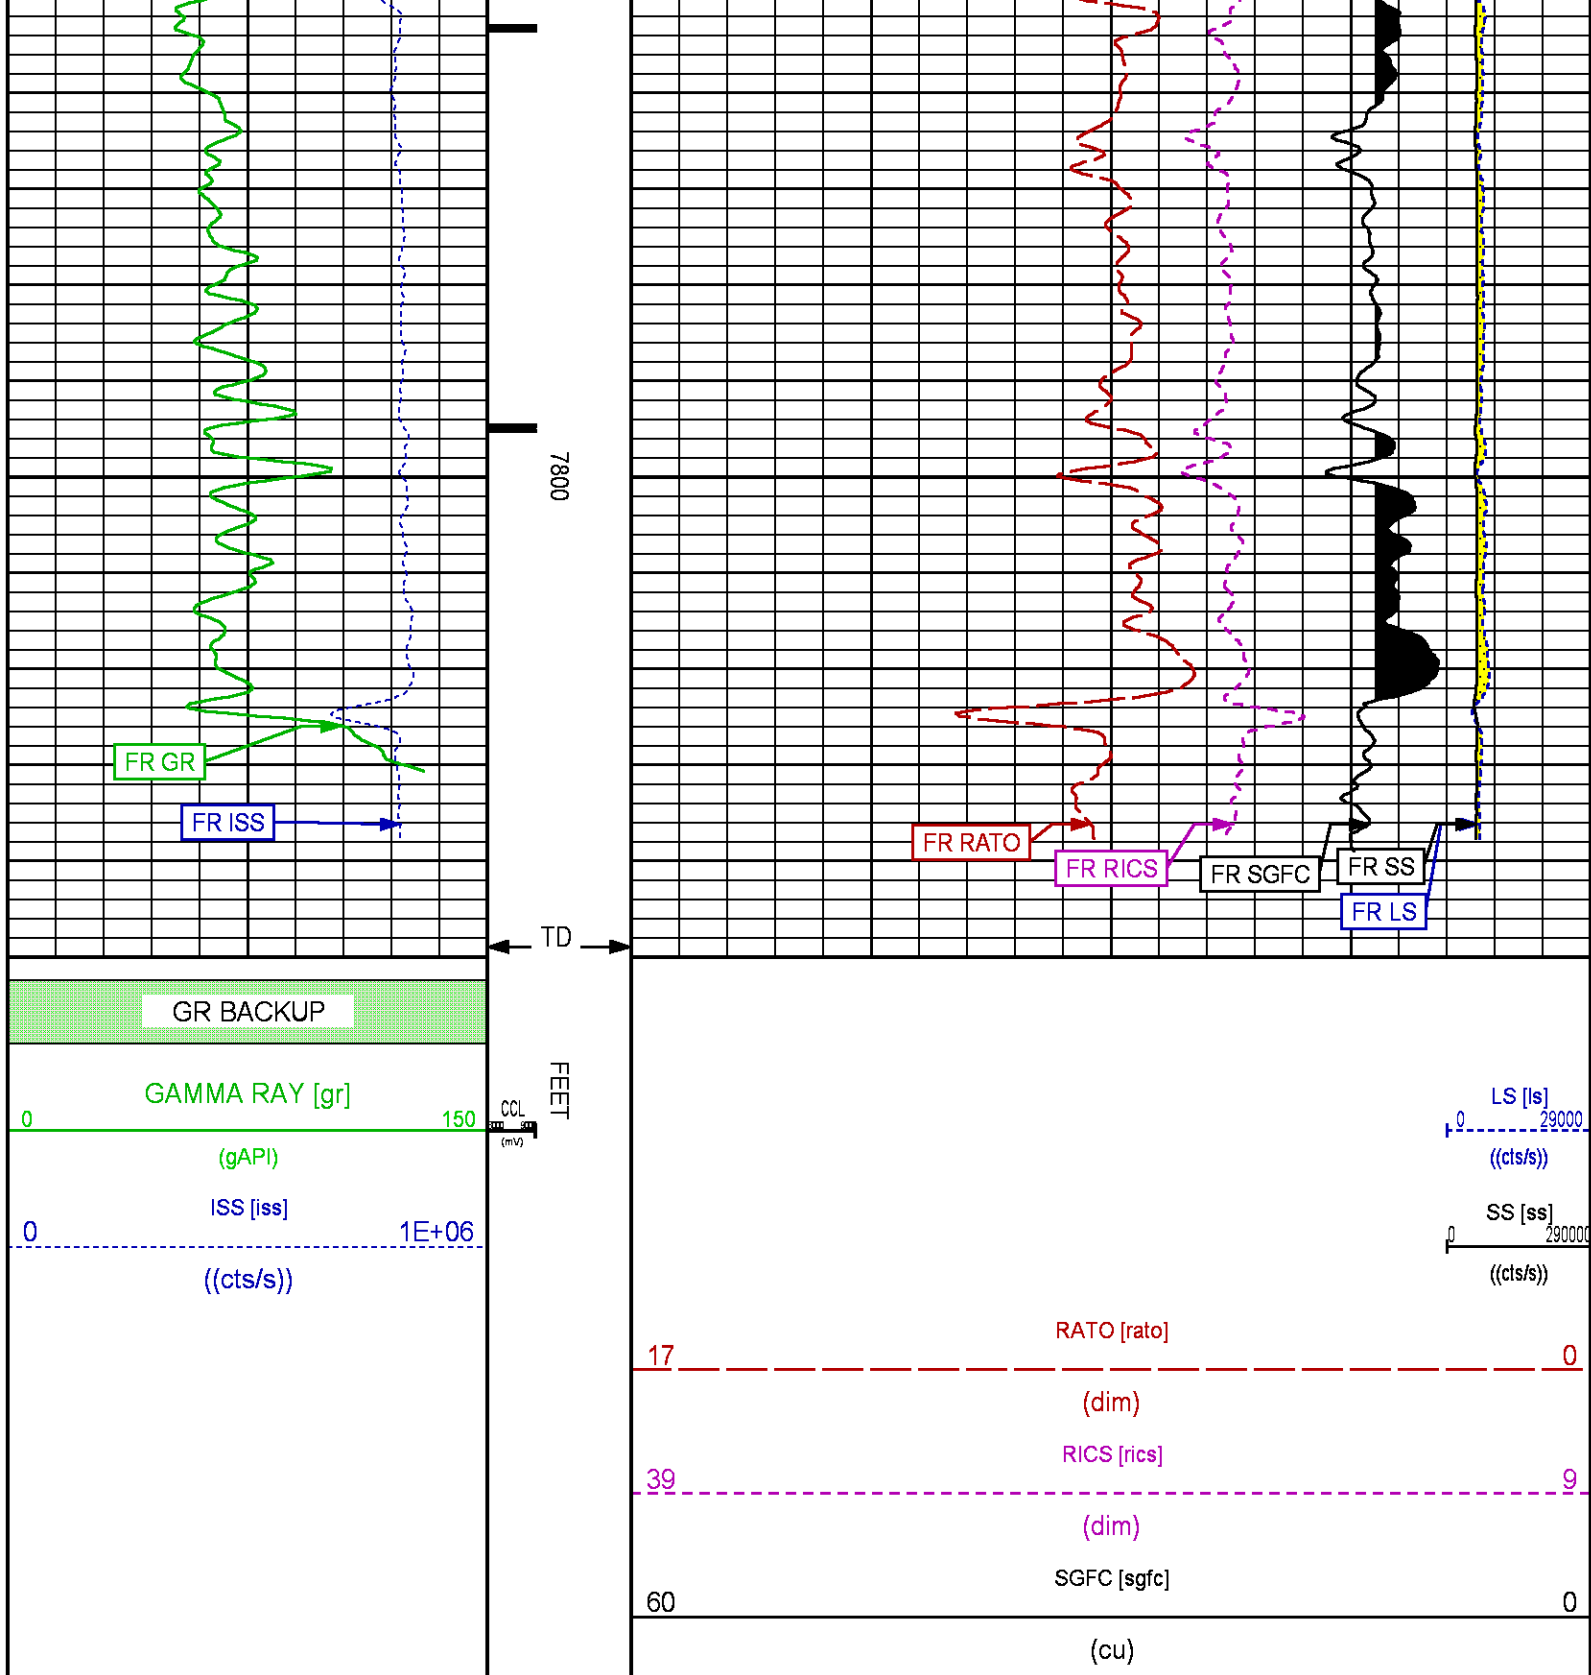 7800
FR GR
FR ISS
FR RATO
FR RICS
FR SGFC
FR SS
FR LS
TD
GR BACKUP
FEET
GAMMA RAY [gr]
0 150
(gAPI)
CCL
(mV)
ISS [iss]
0 1E+06
((cts/s))
LS [ls]
0 29000
((cts/s))
SS [ss]
0 290000
((cts/s))
RATO [rato]
17 0
(dim)
RICS [rics]
39 9
(dim)
SGFC [sgfc]
60 0
(cu)